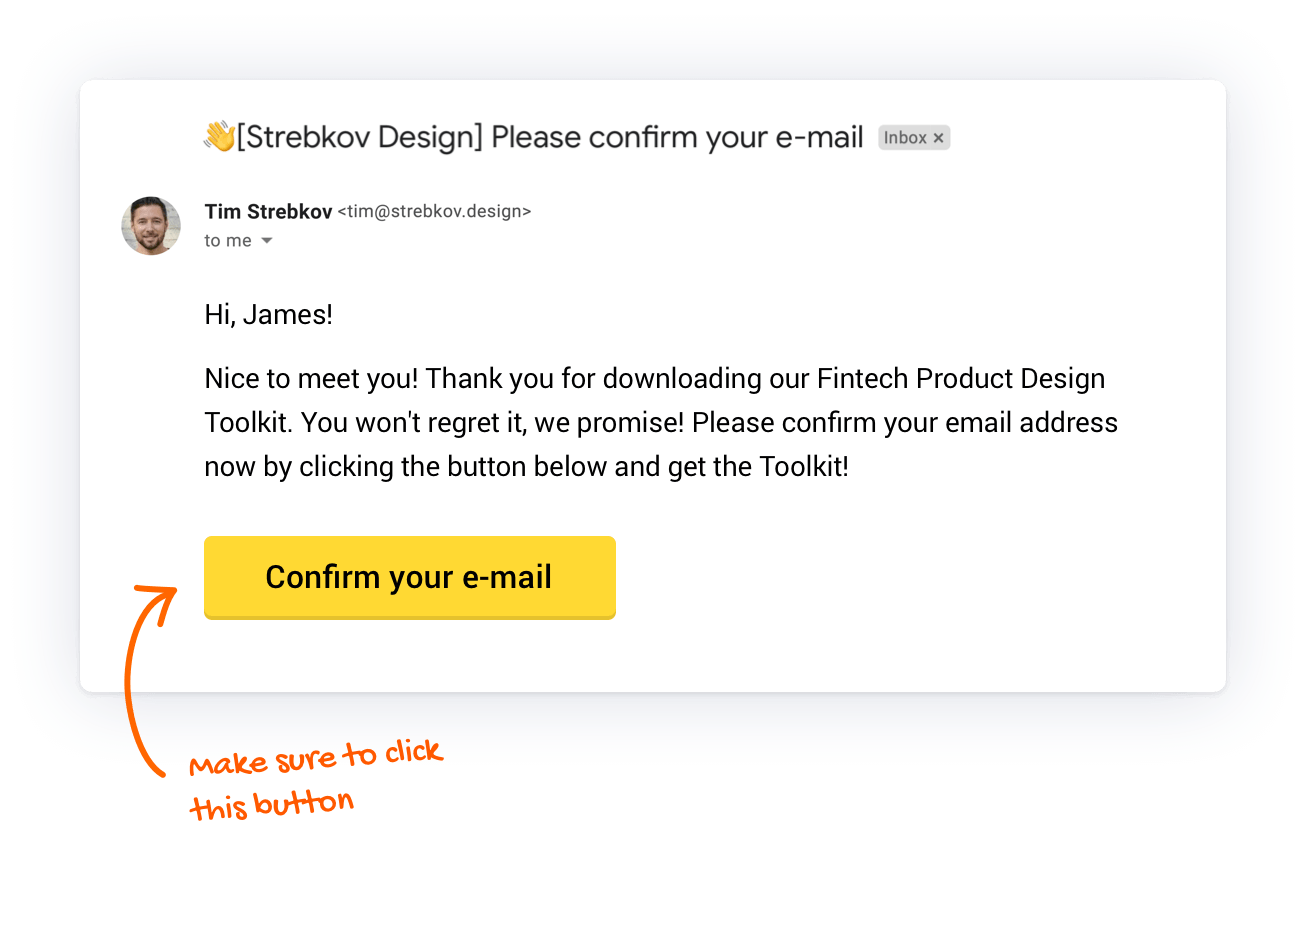 👋[Strebkov Design] Please confirm your e-mail Inbox ×
Tim Strebkov <tim@strebkov.design>
to me
Hi, James!
Nice to meet you! Thank you for downloading our Fintech Product Design
Toolkit. You won't regret it, we promise! Please confirm your email address
now by clicking the button below and get the Toolkit!
Confirm your e-mail
Make sure to click
this button